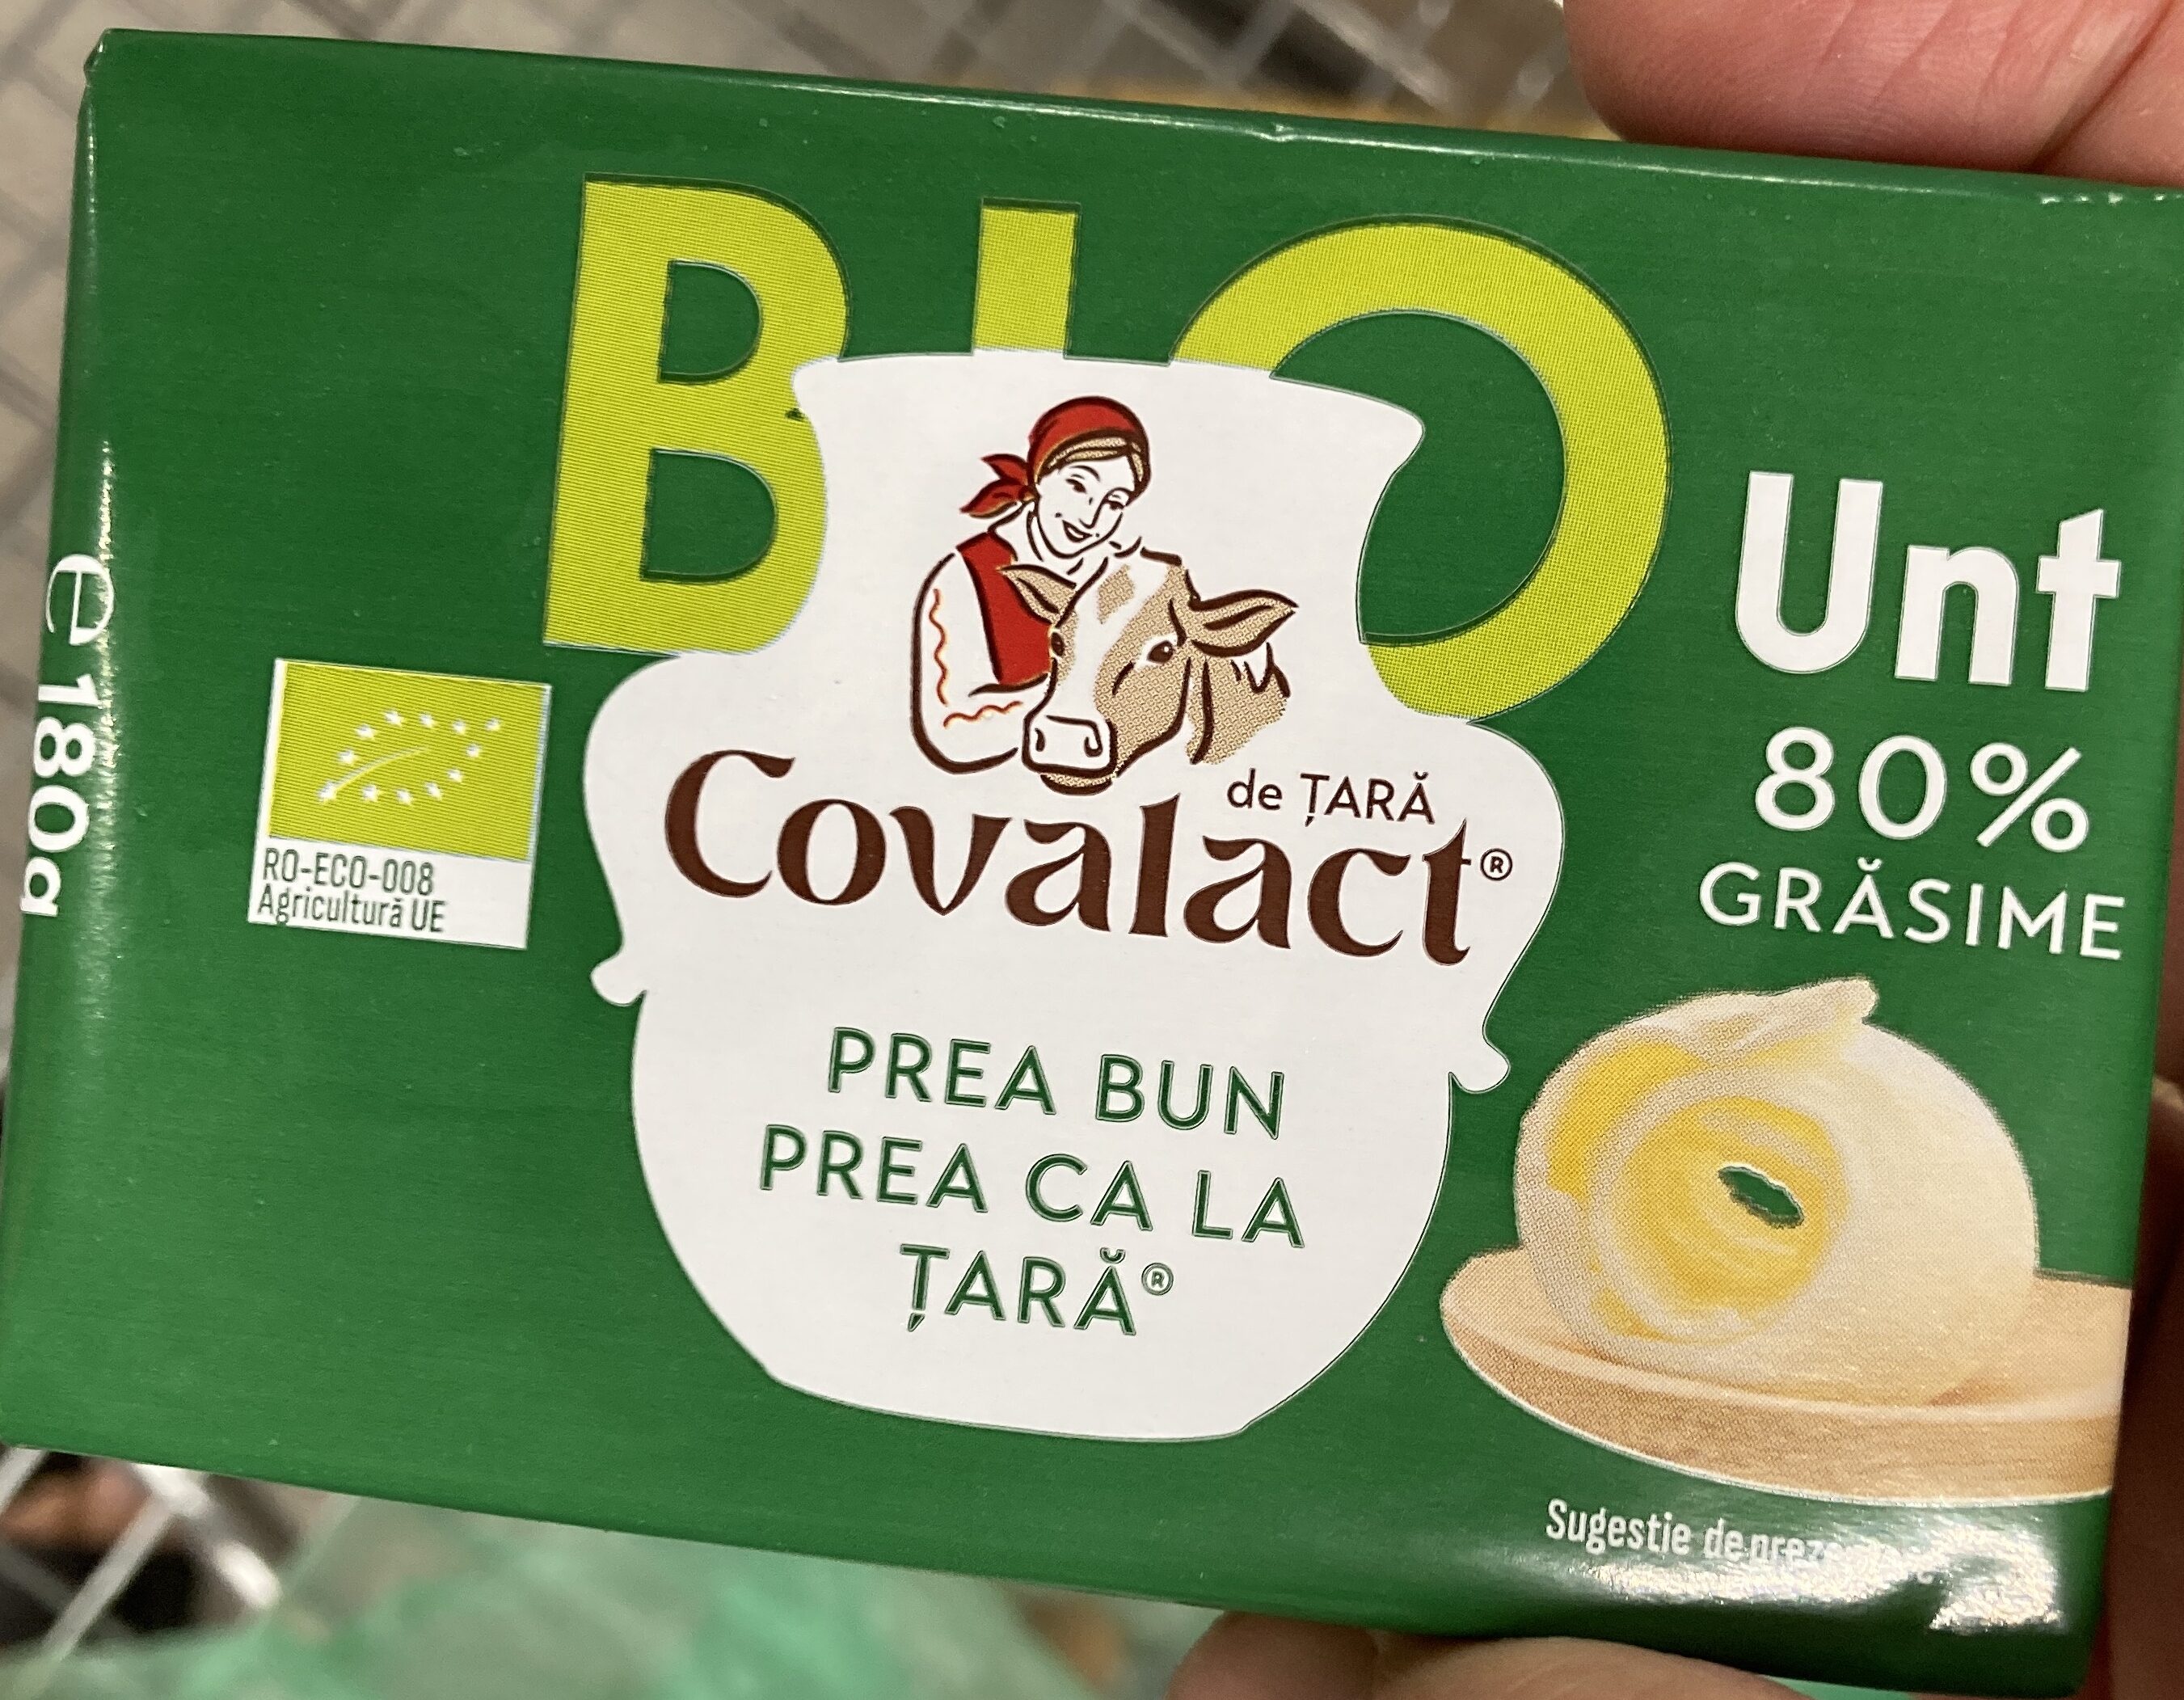 BIO
Unt
80%
GRĂSIME
e 180g
RO-ECO-008
Agricultură UE
de ȚARĂ
Covalact®
PREA BUN
PREA CA LA
ȚARĂ®
Sugestie de